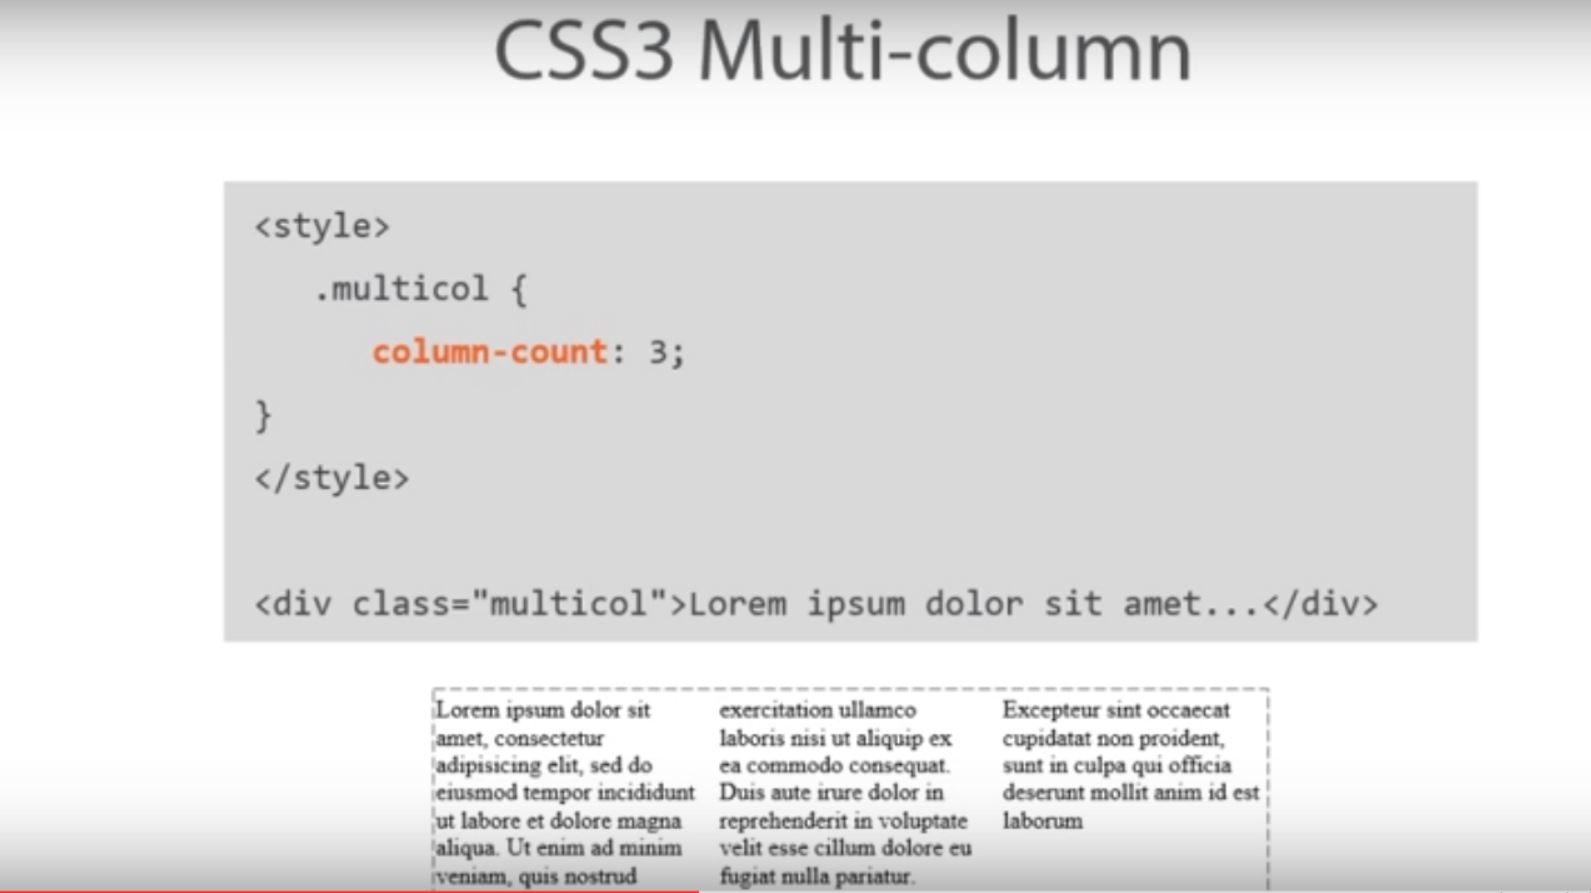 CSS3 Multi-column
<style>
.multicol {
column-count: 3;
}
</style>
<div class="multicol">Lorem ipsum dolor sit amet...</div>
Lorem ipsum dolor sit
amet, consectetur
adipisicing elit, sed do
eiusmod tempor incididunt
ut labore et dolore magna
aliqua. Ut enim ad minim
veniam, quis nostrud
exercitation ullamco
laboris nisi ut aliquip ex
ea commodo consequat.
Duis aute irure dolor in
reprehenderit in voluptate
velit esse cillum dolore eu
fugiat nulla pariatur.
Excepteur sint occaecat
cupidatat non proident,
sunt in culpa qui officia
deserunt mollit anim id est
laborum